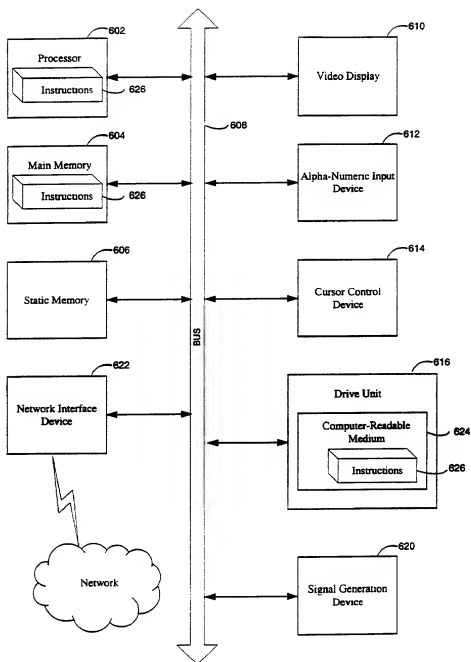 602
Processor
Instructions
626
604
Main Memory
Instructions
626
606
Static Memory
622
Network Interface
Device
Network
608
BUS
610
Video Display
612
Alpha-Numeric Input
Device
614
Cursor Control
Device
616
Drive Unit
Computer-Readable
Medium
624
Instructions
626
620
Signal Generation
Device